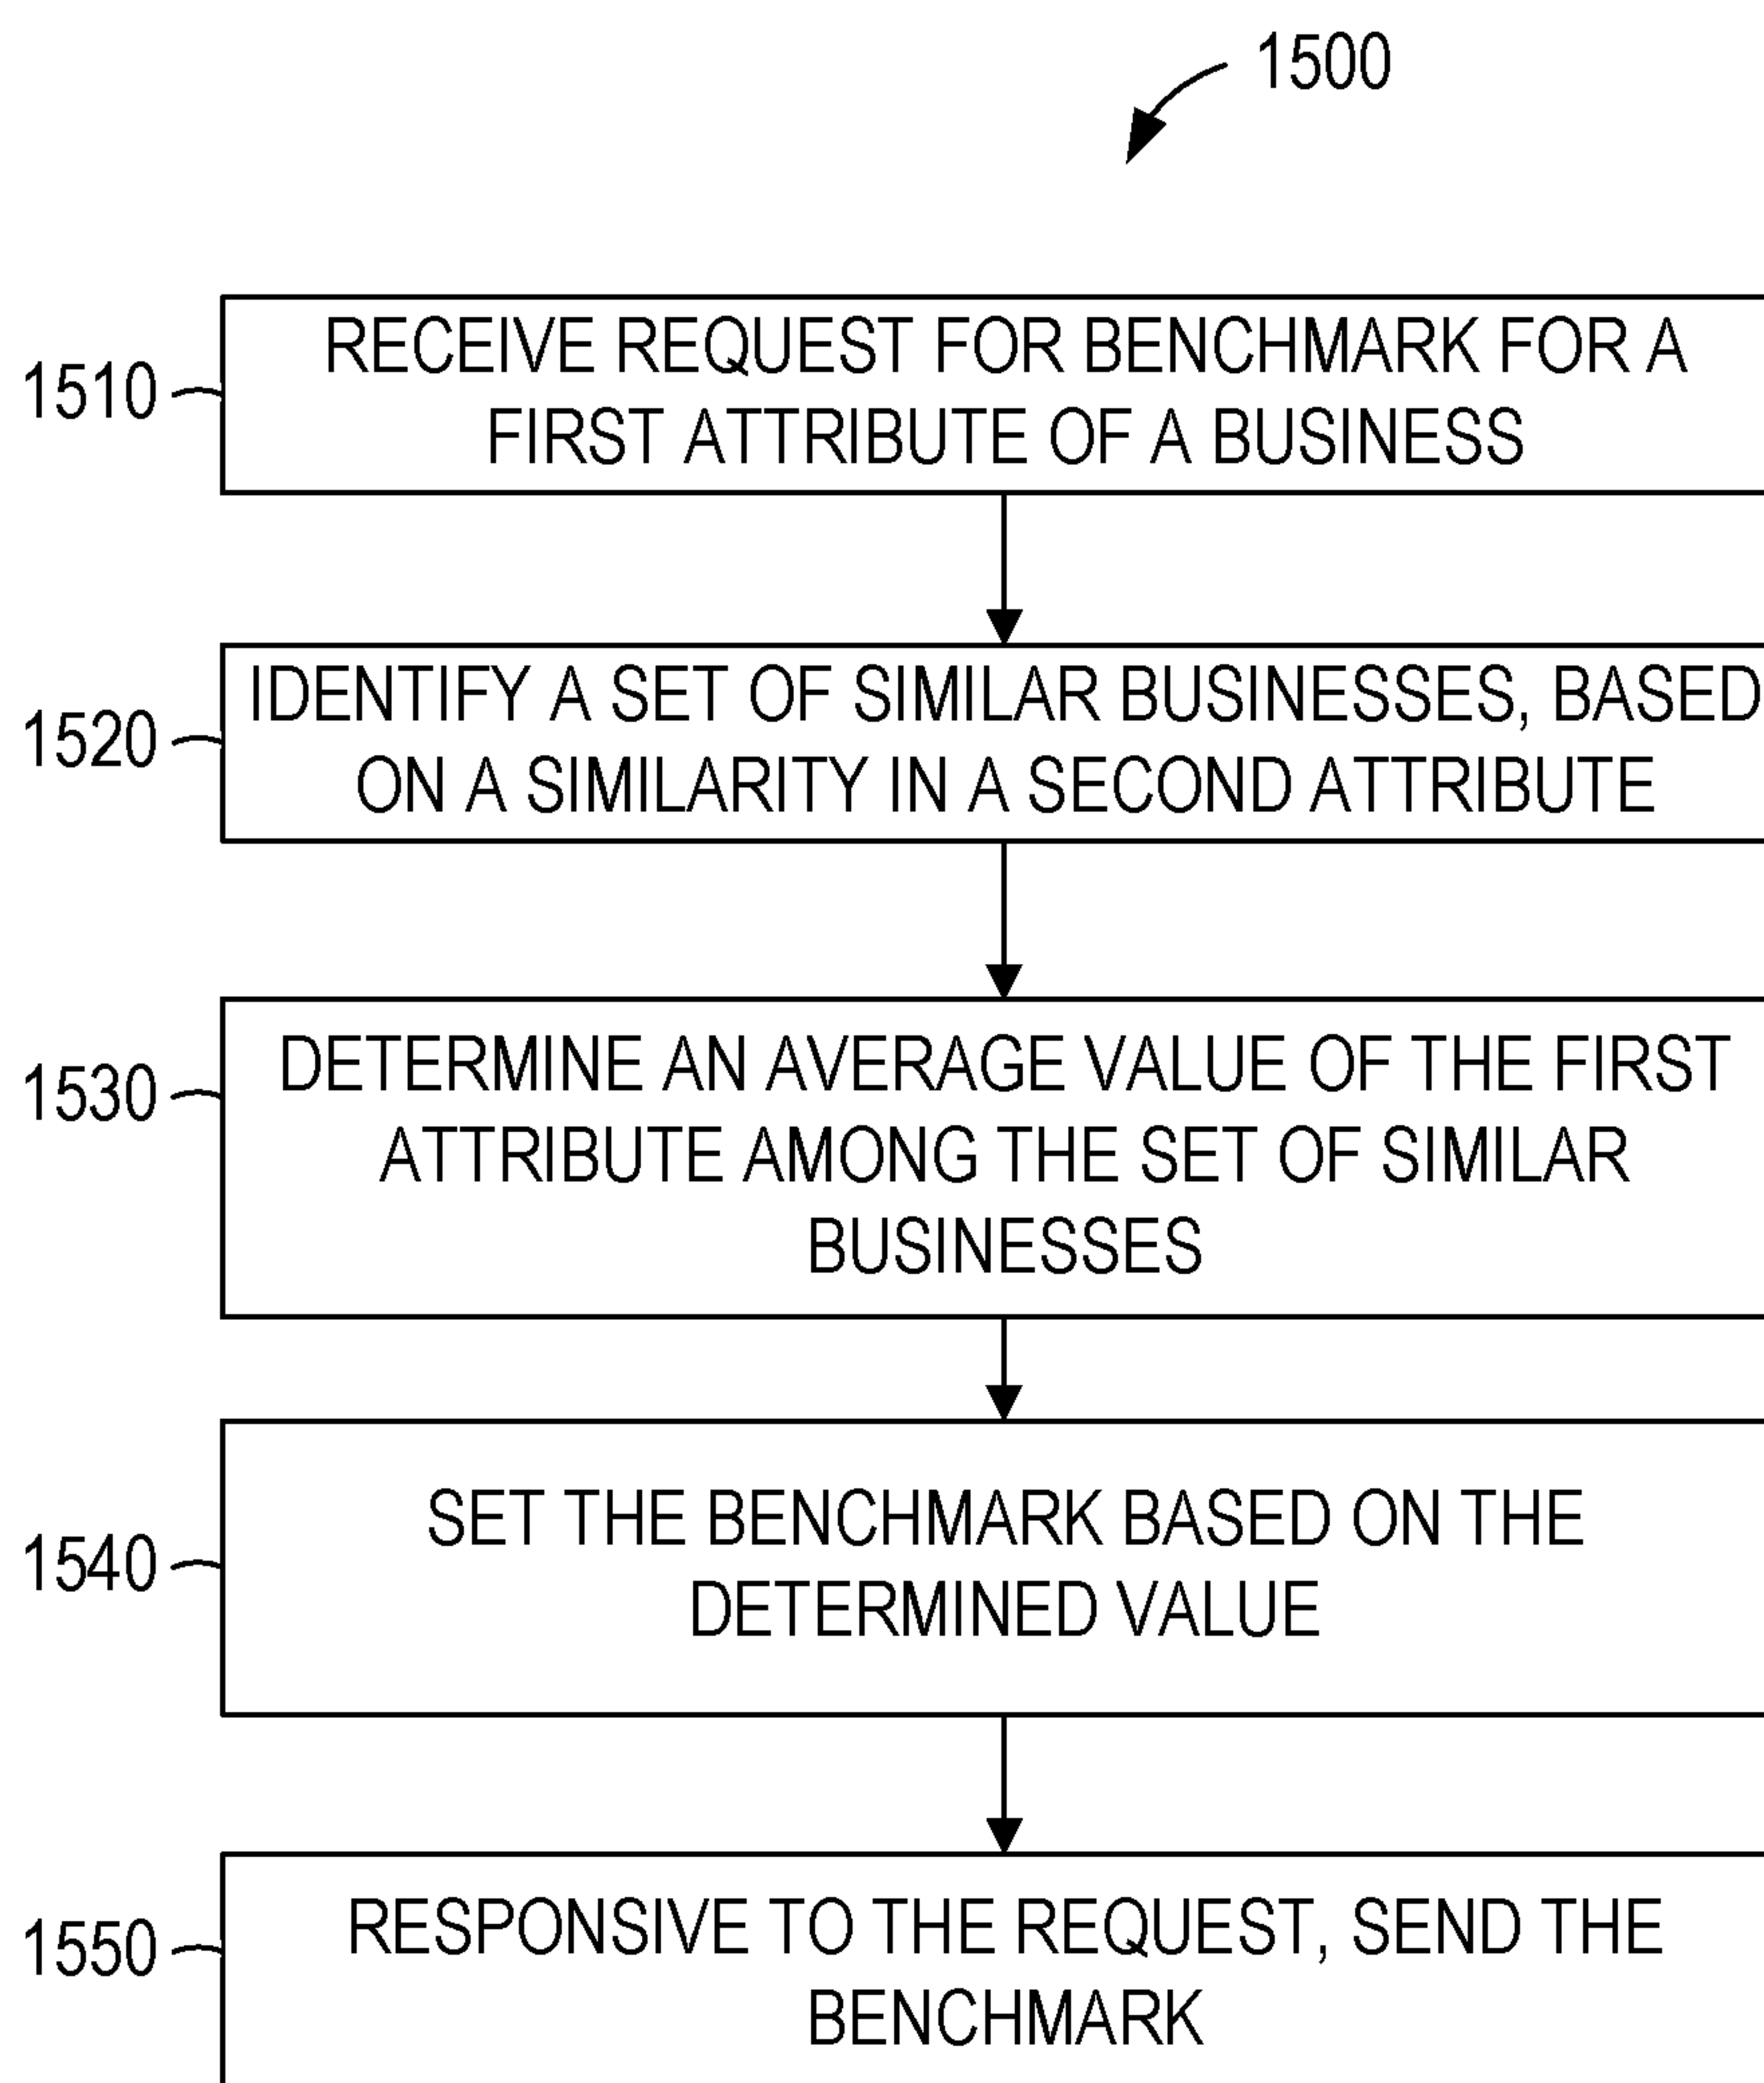 1500
1510
RECEIVE REQUEST FOR BENCHMARK FOR A
FIRST ATTRIBUTE OF A BUSINESS
1520
IDENTIFY A SET OF SIMILAR BUSINESSES, BASED
ON A SIMILARITY IN A SECOND ATTRIBUTE
1530
DETERMINE AN AVERAGE VALUE OF THE FIRST
ATTRIBUTE AMONG THE SET OF SIMILAR
BUSINESSES
1540
SET THE BENCHMARK BASED ON THE
DETERMINED VALUE
1550
RESPONSIVE TO THE REQUEST, SEND THE
BENCHMARK